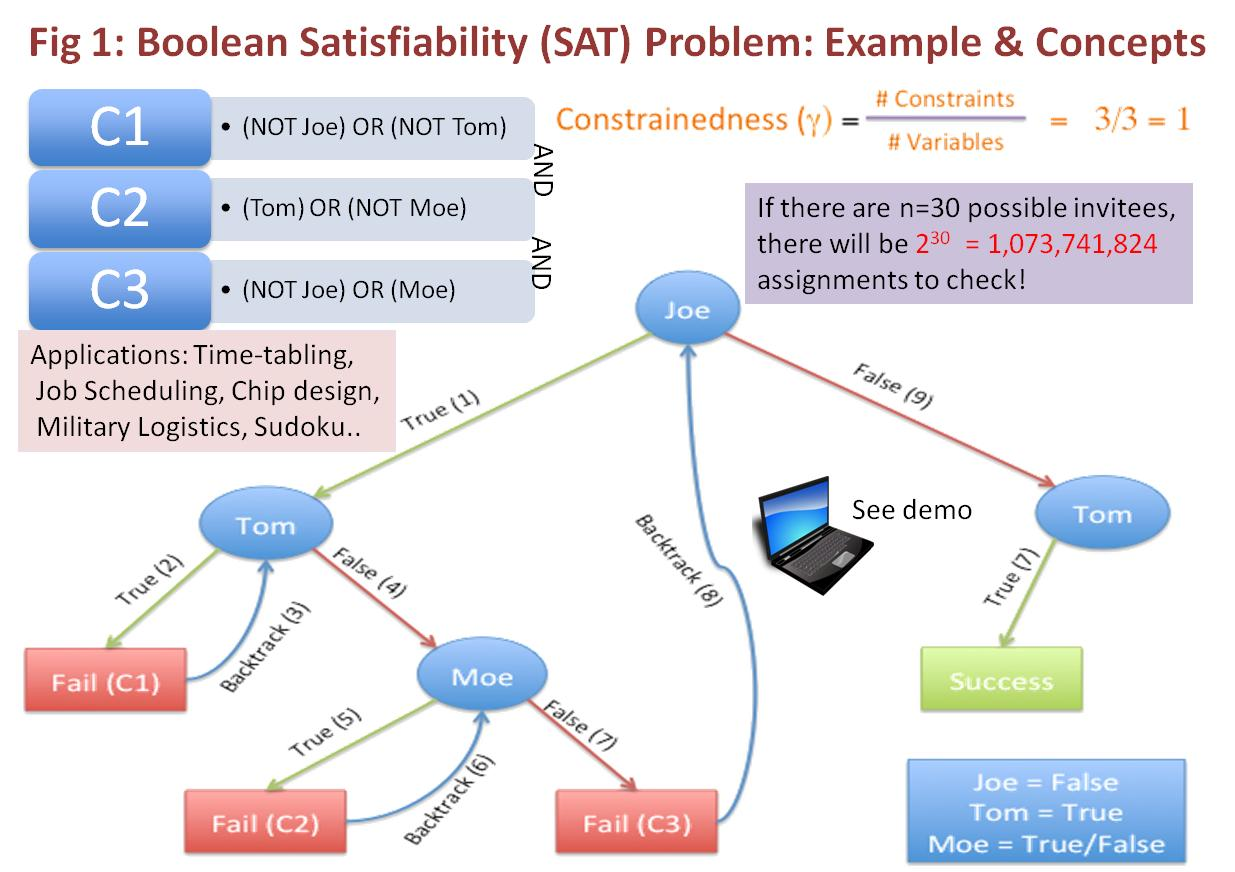 Fig 1: Boolean Satisfiability (SAT) Problem: Example & Concepts
C1
• (NOT Joe) OR (NOT Tom)
AND
C2
• (Tom) OR (NOT Moe)
AND
C3
• (NOT Joe) OR (Moe)
Constrainedness (γ) = # Constraints / # Variables = 3/3 = 1
If there are n=30 possible invitees,
there will be 2³⁰ = 1,073,741,824
assignments to check!
Applications: Time-tabling,
Job Scheduling, Chip design,
Military Logistics, Sudoku..
Joe
True (1)
False (9)
Tom
True (2)
Backtrack (3)
False (4)
Backtrack (8)
See demo
Tom
True (7)
Fail (C1)
Moe
Success
True (5)
Backtrack (6)
False (7)
Fail (C2)
Fail (C3)
Joe = False
Tom = True
Moe = True/False